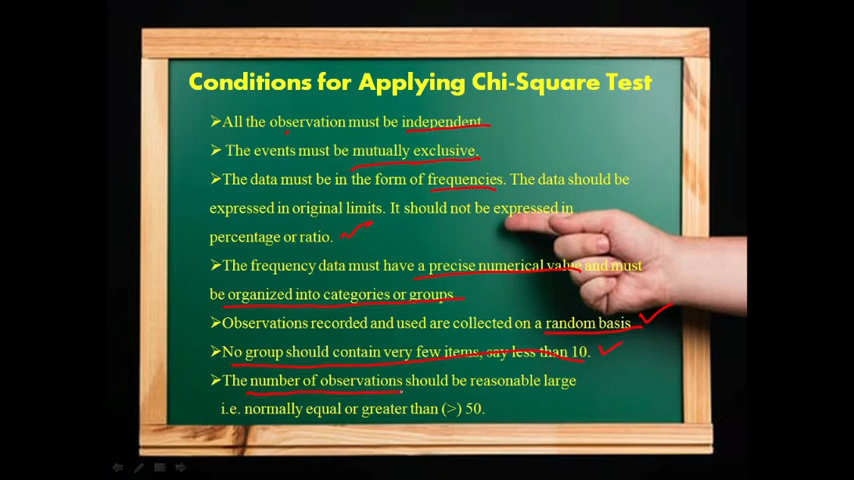 Conditions for Applying Chi-Square Test
➢All the observation must be independent
➢ The events must be mutually exclusive.
➢The data must be in the form of frequencies. The data should be
expressed in original limits. It should not be expressed in
percentage or ratio.
➢The frequency data must have a precise numerical value and must
be organized into categories or groups
➢Observations recorded and used are collected on a random basis
➢No group should contain very few items, say less than 10.
➢The number of observations should be reasonable large
i.e. normally equal or greater than (>) 50.